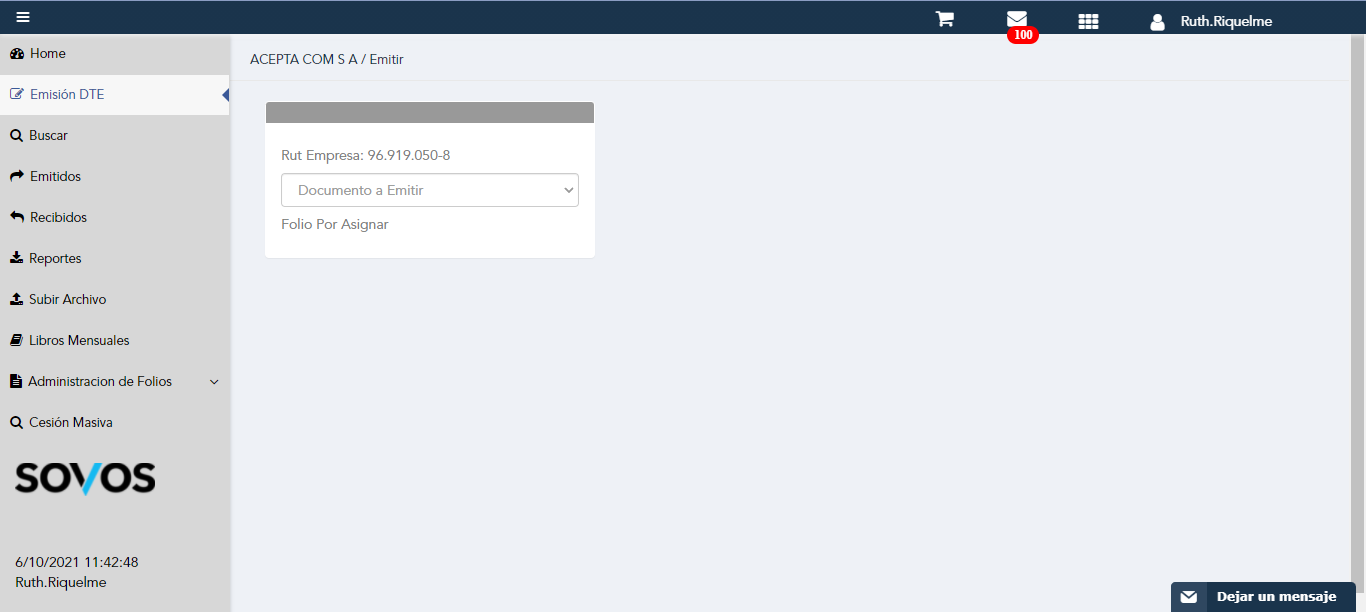 100
Ruth.Riquelme
Home
Emisión DTE
Buscar
Emitidos
Recibidos
Reportes
Subir Archivo
Libros Mensuales
Administracion de Folios
Cesión Masiva
SOVOS
6/10/2021 11:42:48
Ruth.Riquelme
ACEPTA COM S A / Emitir
Rut Empresa: 96.919.050-8
Documento a Emitir
Folio Por Asignar
Dejar un mensaje